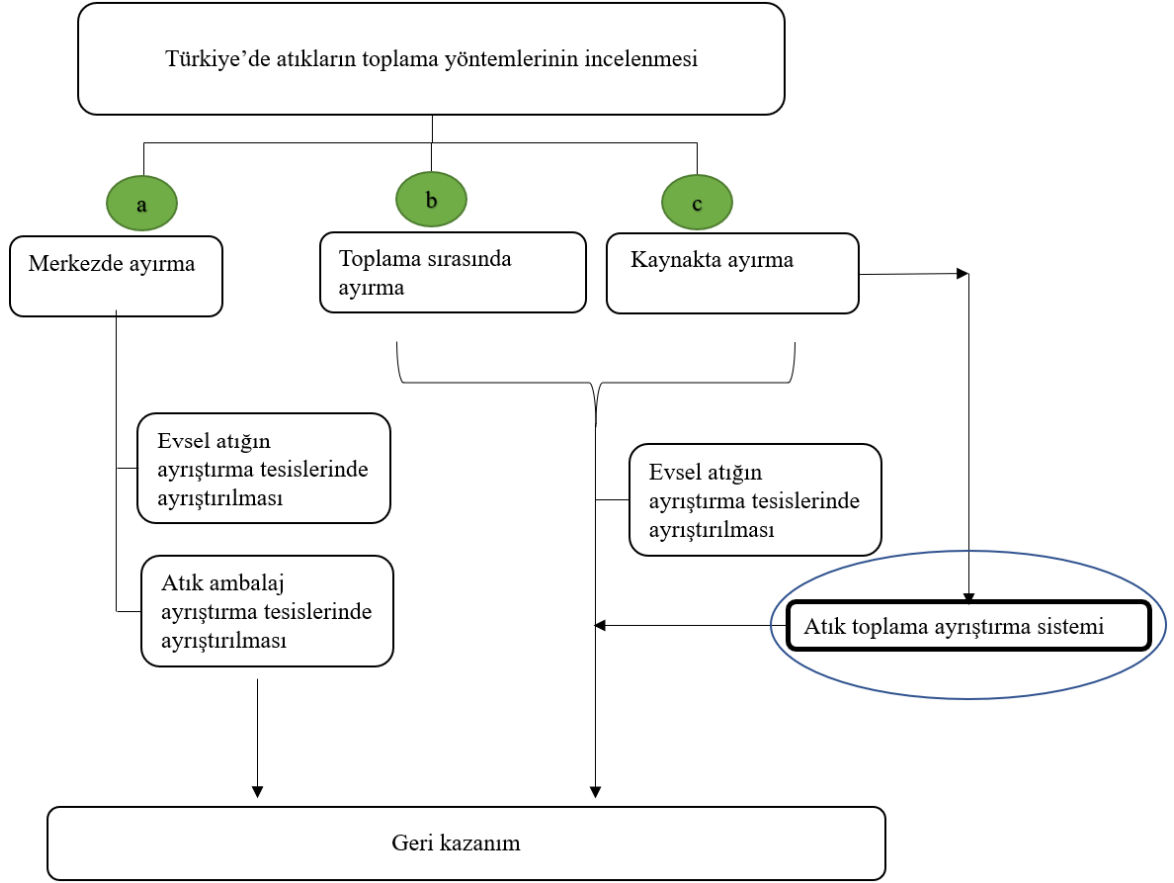 Türkiye’de atıkların toplama yöntemlerinin incelenmesi
a
b
c
Merkezde ayırma
Toplama sırasında
ayırma
Kaynakta ayırma
Evsel atığın
ayrıştırma tesislerinde
ayrıştırılması
Evsel atığın
ayrıştırma tesislerinde
ayrıştırılması
Atık ambalaj
ayrıştırma tesislerinde
ayrıştırılması
Atık toplama ayrıştırma sistemi
Geri kazanım